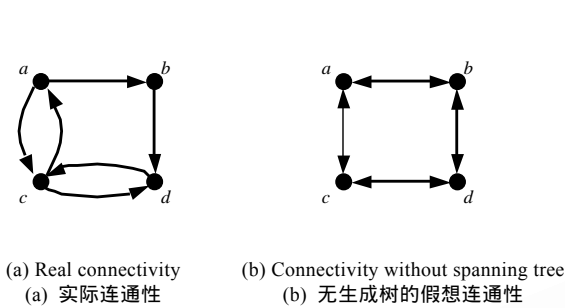 a b a b
c d c d
(a) Real connectivity (b) Connectivity without spanning tree
(a) 实际连通性 (b) 无生成树的假想连通性